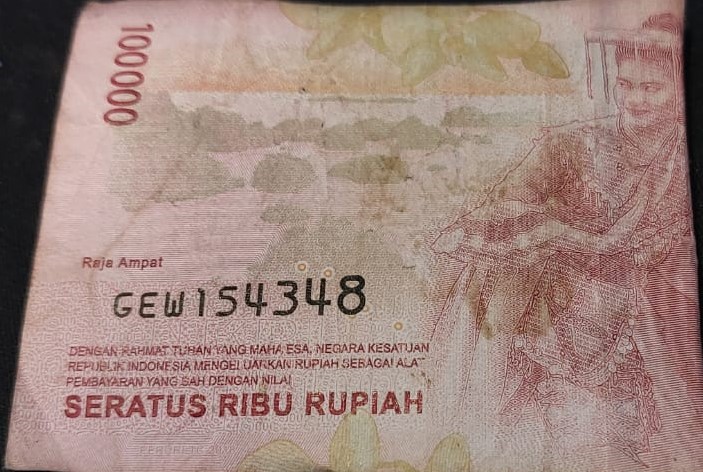 100000
Raja Ampat
GEW154348
DENGAN RAHMAT TUHAN YANG MAHA ESA, NEGARA KESATUAN
REPUBLIK INDONESIA MENGELUARKAN RUPIAH SEBAGAI ALAT
PEMBAYARAN YANG SAH DENGAN NILAI
SERATUS RIBU RUPIAH